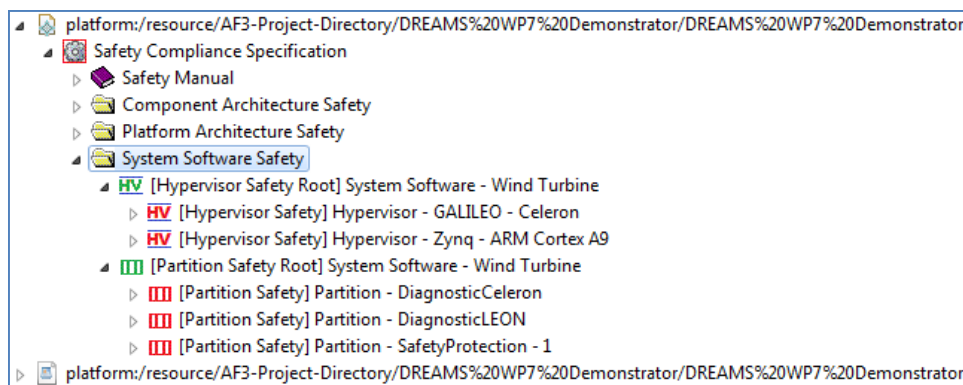 platform:/resource/AF3-Project-Directory/DREAMS%20WP7%20Demonstrator/DREAMS%20WP7%20Demonstrator
Safety Compliance Specification
Safety Manual
Component Architecture Safety
Platform Architecture Safety
System Software Safety
HV [Hypervisor Safety Root] System Software - Wind Turbine
HV [Hypervisor Safety] Hypervisor - GALILEO - Celeron
HV [Hypervisor Safety] Hypervisor - Zynq - ARM Cortex A9
[Partition Safety Root] System Software - Wind Turbine
[Partition Safety] Partition - DiagnosticCeleron
[Partition Safety] Partition - DiagnosticLEON
[Partition Safety] Partition - SafetyProtection - 1
platform:/resource/AF3-Project-Directory/DREAMS%20WP7%20Demonstrator/DREAMS%20WP7%20Demonstrator